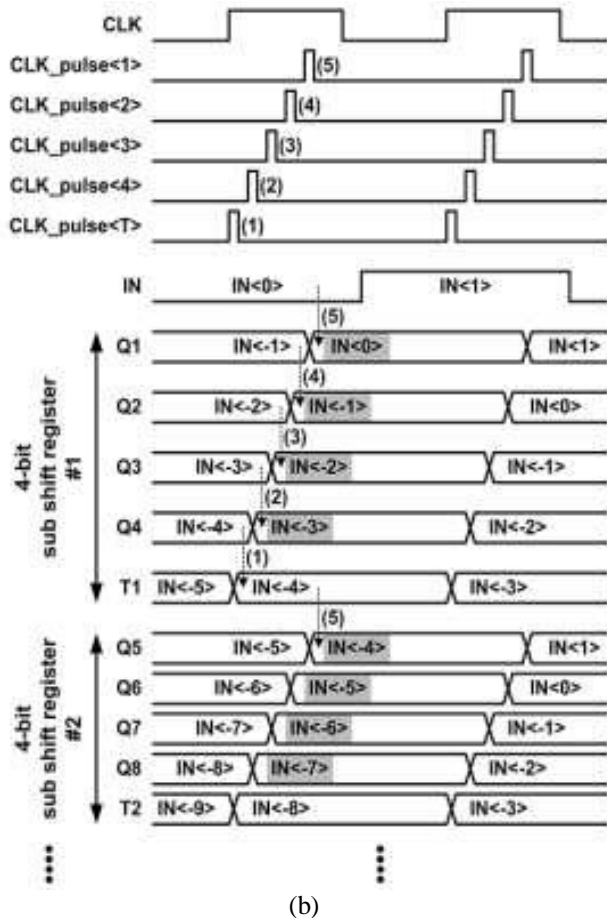 CLK
CLK_pulse<1> (5)
CLK_pulse<2> (4)
CLK_pulse<3> (3)
CLK_pulse<4> (2)
CLK_pulse<T> (1)
IN IN<0> IN<1>
(5)
Q1 IN<-1> IN<0> IN<1>
(4)
Q2 IN<-2> IN<-1> IN<0>
(3)
Q3 IN<-3> IN<-2> IN<-1>
(2)
Q4 IN<-4> IN<-3> IN<-2>
(1)
T1 IN<-5> IN<-4> IN<-3>
4-bit
sub shift register
#1
(5)
Q5 IN<-5> IN<-4> IN<1>
Q6 IN<-6> IN<-5> IN<0>
Q7 IN<-7> IN<-6> IN<-1>
Q8 IN<-8> IN<-7> IN<-2>
T2 IN<-9> IN<-8> IN<-3>
4-bit
sub shift register
#2
(b)